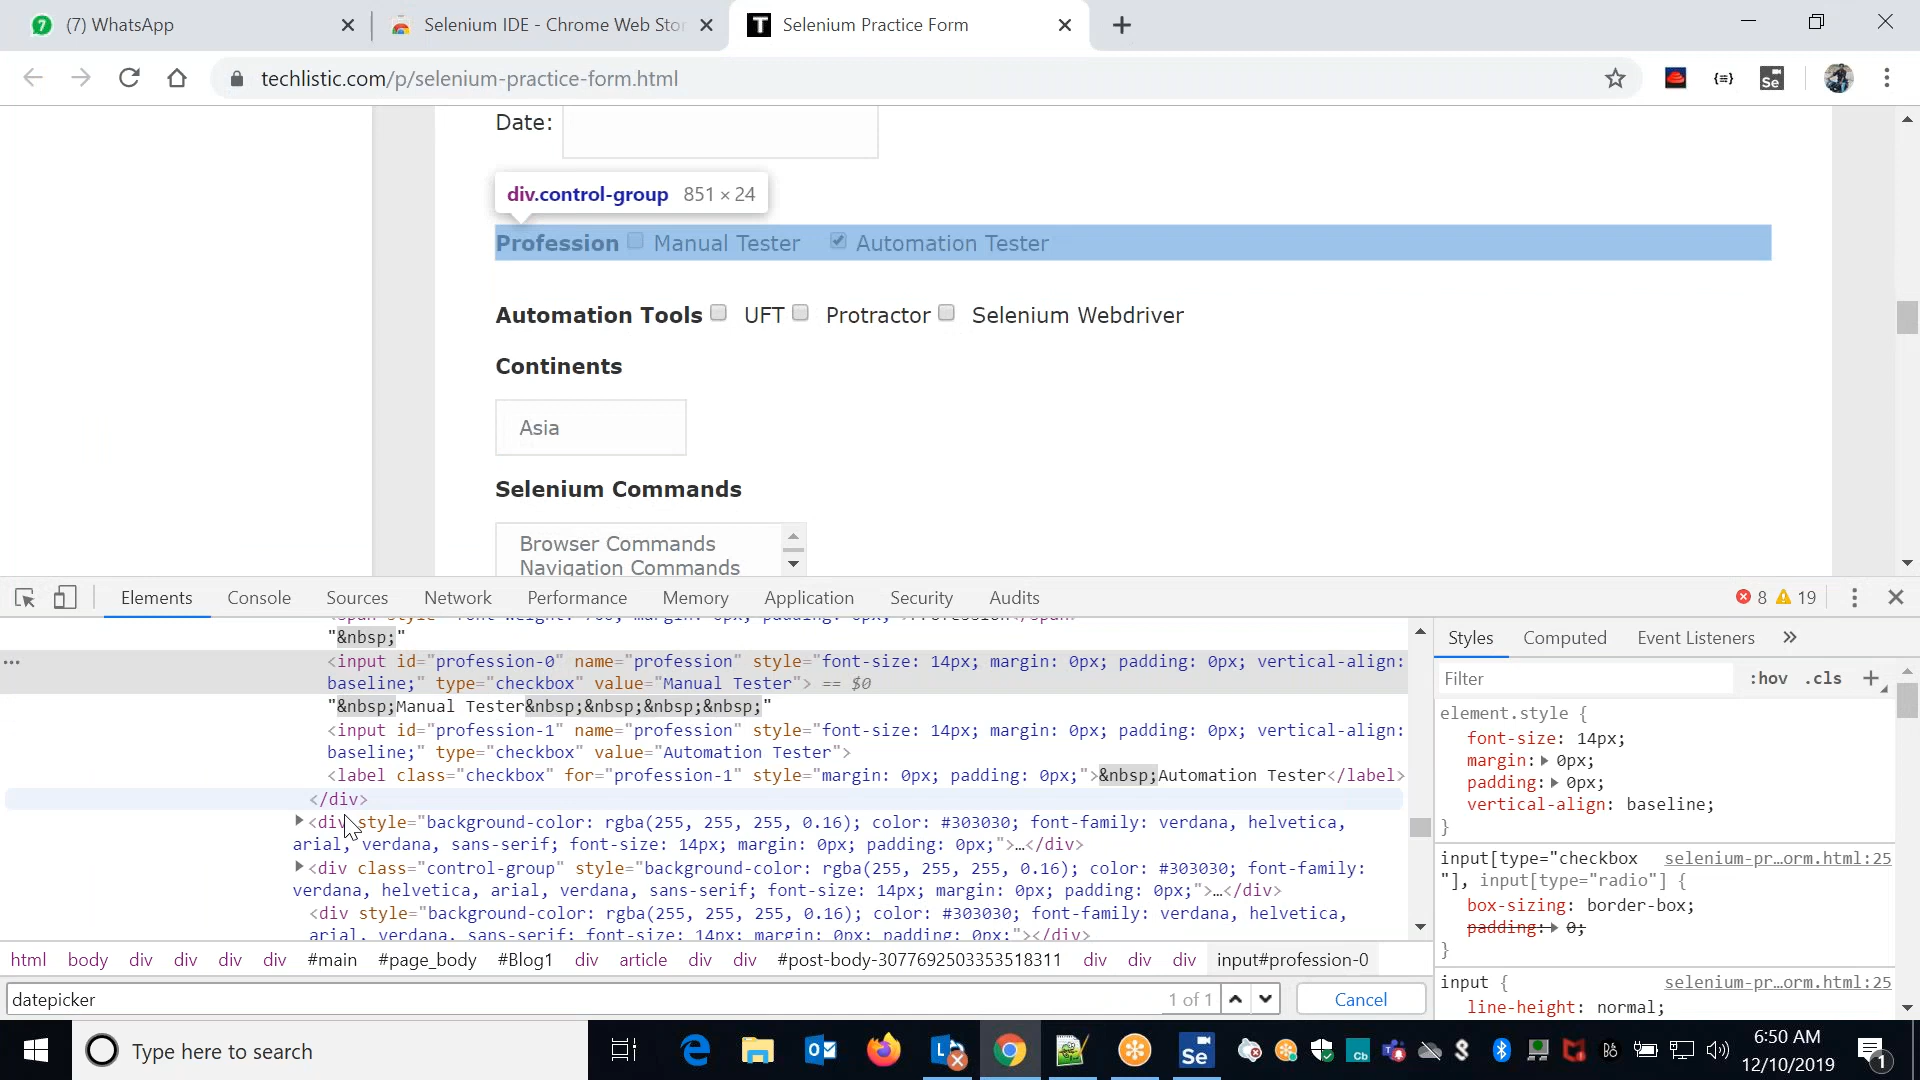 (7) WhatsApp
Selenium IDE - Chrome Web Stor
Selenium Practice Form
techlistic.com/p/selenium-practice-form.html
Date:
div.control-group 851 × 24
Profession Manual Tester Automation Tester
Automation Tools UFT Protractor Selenium Webdriver
Continents
Asia
Selenium Commands
Browser Commands
Navigation Commands
Elements Console Sources Network Performance Memory Application Security Audits 8 19
"&nbsp;"
<input id="profession-0" name="profession" style="font-size: 14px; margin: 0px; padding: 0px; vertical-align:
baseline;" type="checkbox" value="Manual Tester"> == $0
"&nbsp;Manual Tester&nbsp;&nbsp;&nbsp;&nbsp;"
<input id="profession-1" name="profession" style="font-size: 14px; margin: 0px; padding: 0px; vertical-align:
baseline;" type="checkbox" value="Automation Tester">
<label class="checkbox" for="profession-1" style="margin: 0px; padding: 0px;">&nbsp;Automation Tester</label>
</div>
<div style="background-color: rgba(255, 255, 255, 0.16); color: #303030; font-family: verdana, helvetica,
arial, verdana, sans-serif; font-size: 14px; margin: 0px; padding: 0px;">…</div>
<div class="control-group" style="background-color: rgba(255, 255, 255, 0.16); color: #303030; font-family:
verdana, helvetica, arial, verdana, sans-serif; font-size: 14px; margin: 0px; padding: 0px;">…</div>
<div style="background-color: rgba(255, 255, 255, 0.16); color: #303030; font-family: verdana, helvetica,
arial, verdana, sans-serif; font-size: 14px; margin: 0px; padding: 0px;"></div>
html body div div div div #main #page_body #Blog1 div article div div #post-body-3077692503353518311 div div div input#profession-0
datepicker 1 of 1 Cancel
Styles Computed Event Listeners »
Filter :hov .cls +
element.style {
font-size: 14px;
margin: 0px;
padding: 0px;
vertical-align: baseline;
}
input[type="checkbox selenium-pr…orm.html:25
"], input[type="radio"] {
box-sizing: border-box;
padding: 0;
}
input { selenium-pr…orm.html:25
line-height: normal;
Type here to search
6:50 AM
12/10/2019
1